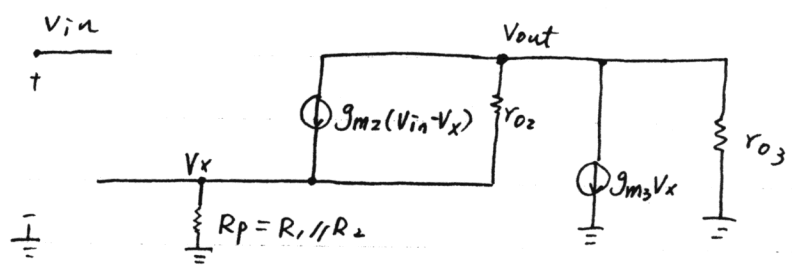 Vin
+
-
Vout
gm2(Vin-Vx)
ro2
Vx
Rp = R1 // R2
gm3Vx
ro3